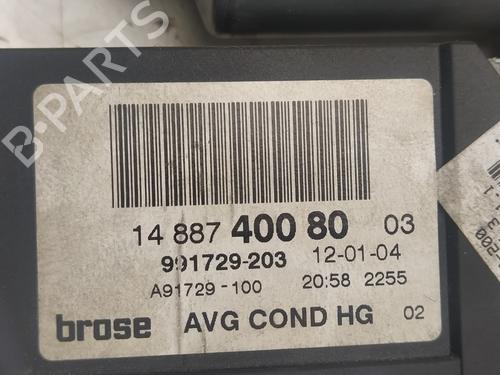 B-PARTS
14 887 400 80 03
991729-203 12-01-04
A91729-100 20:58 2255
brose AVG COND HG 02